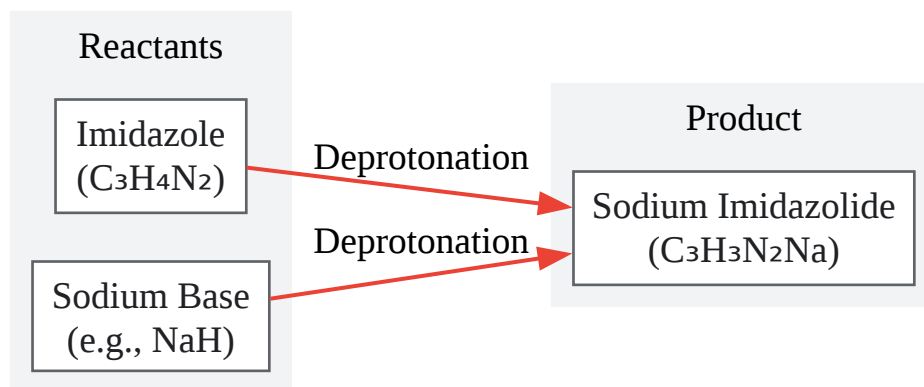 Reactants
Imidazole
(C₃H₄N₂)
Deprotonation
Product
Sodium Imidazolide
(C₃H₃N₂Na)
Deprotonation
Sodium Base
(e.g., NaH)